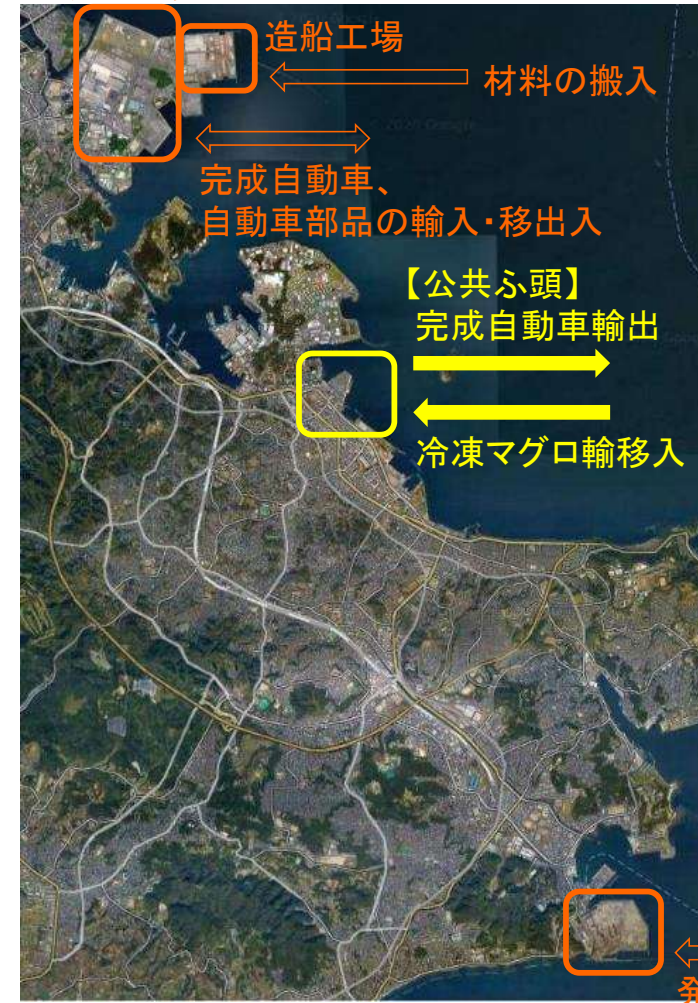 造船工場
材料の搬入
完成自動車、
自動車部品の輸入・移出入
【公共ふ頭】
完成自動車輸出
冷凍マグロ輸移入